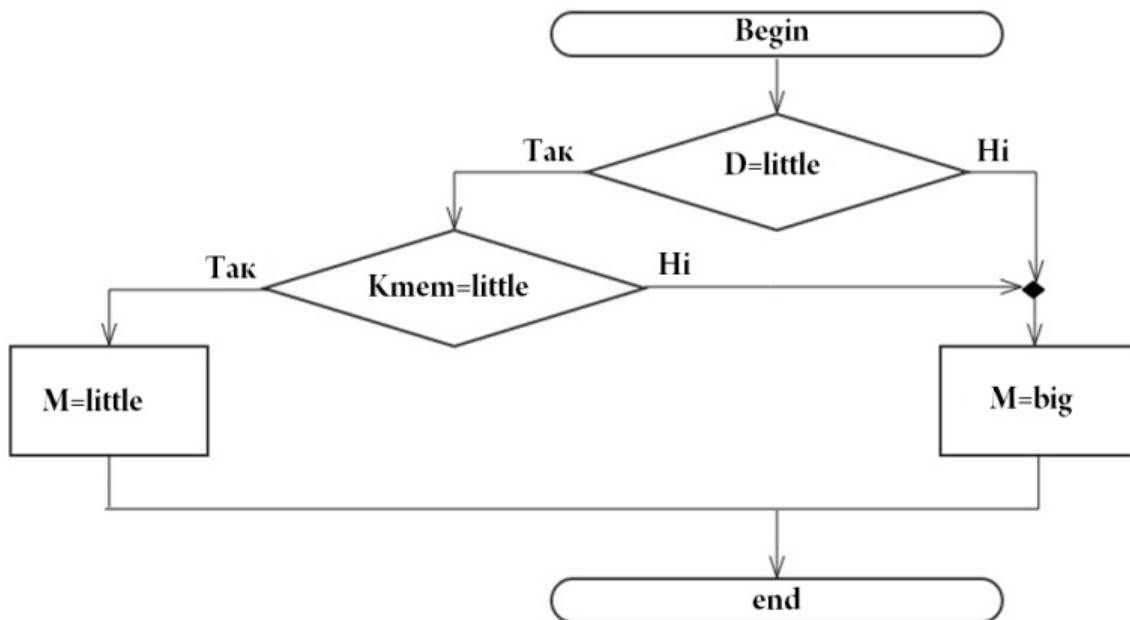 Begin
Так
D=little
Ні
Так
Kmem=little
Ні
M=little
M=big
end